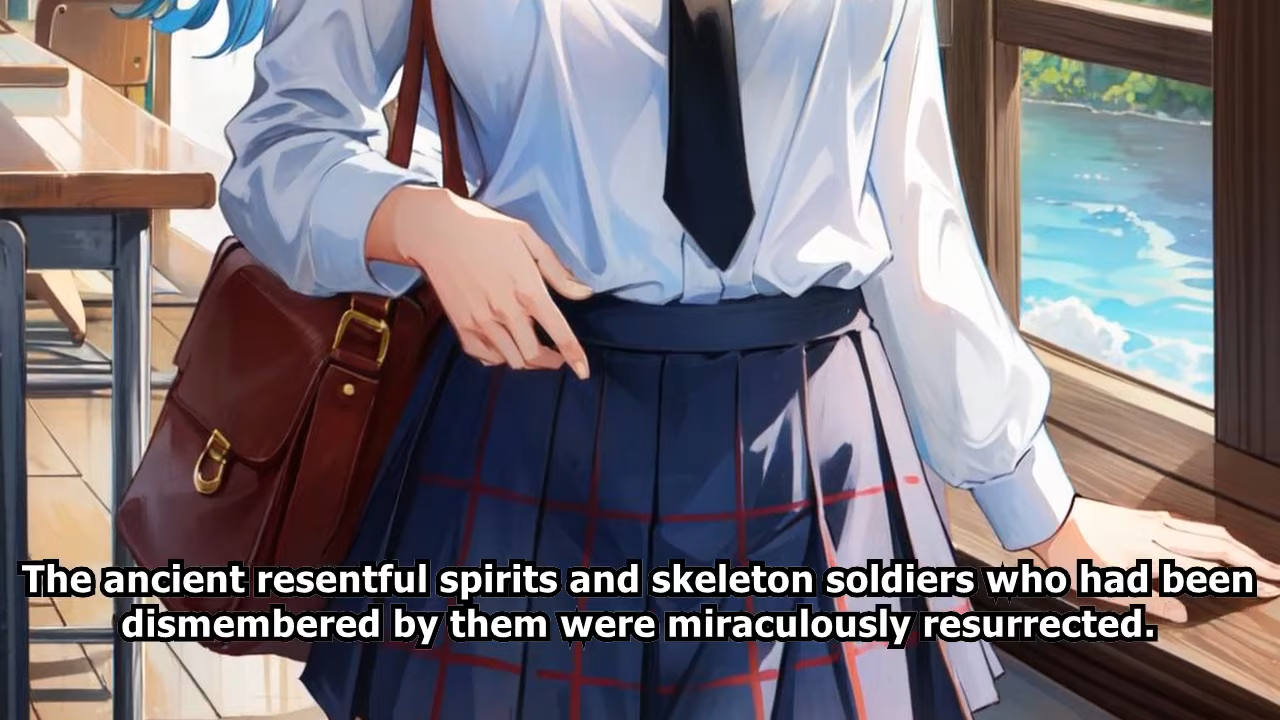 The ancient resentful spirits and skeleton soldiers who had been
dismembered by them were miraculously resurrected.